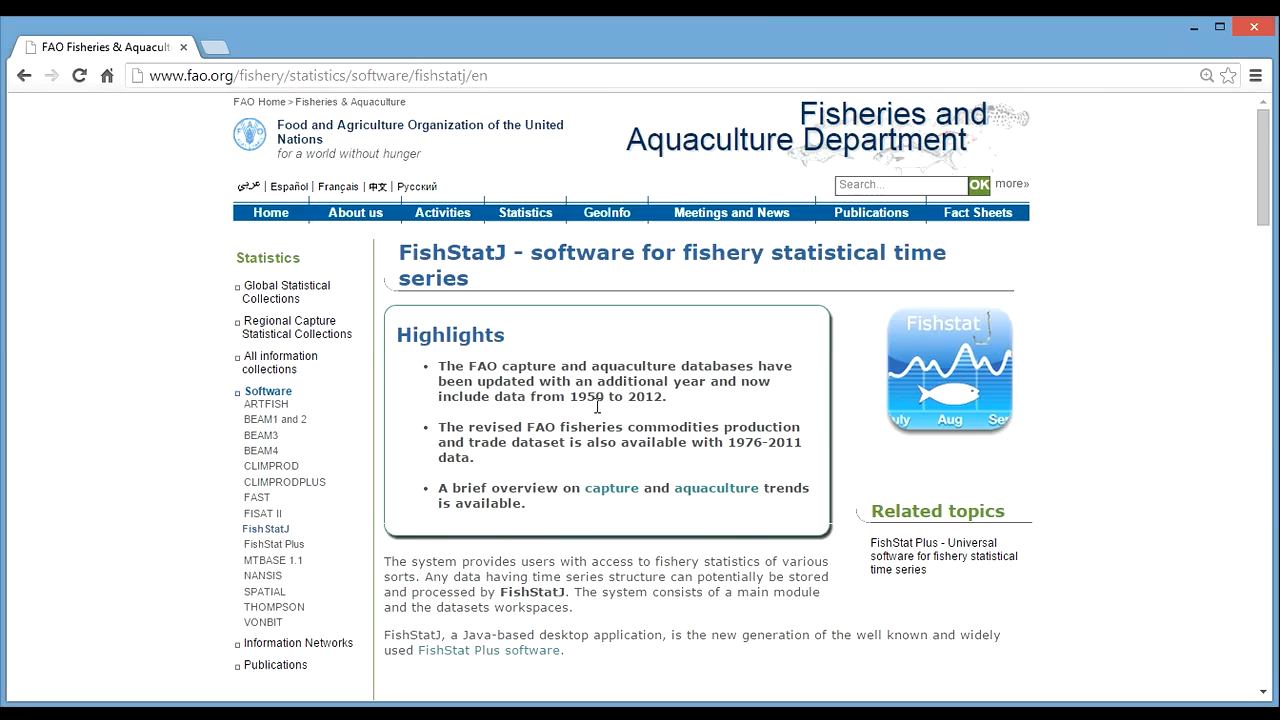 FAO Fisheries & Aquacult
www.fao.org/fishery/statistics/software/fishstatj/en
FAO Home > Fisheries & Aquaculture
Food and Agriculture Organization of the United
Nations
for a world without hunger
Fisheries and
Aquaculture Department
عربي | Español | Français | 中文 | Русский
Search... OK more»
Home About us Activities Statistics GeoInfo Meetings and News Publications Fact Sheets
Statistics
Global Statistical
Collections
Regional Capture
Statistical Collections
All information
collections
Software
ARTFISH
BEAM1 and 2
BEAM3
BEAM4
CLIMPROD
CLIMPRODPLUS
FAST
FISAT II
FishStatJ
FishStat Plus
MTBASE 1.1
NANSIS
SPATIAL
THOMPSON
VONBIT
Information Networks
Publications
FishStatJ - software for fishery statistical time
series
Highlights
• The FAO capture and aquaculture databases have
been updated with an additional year and now
include data from 1950 to 2012.
• The revised FAO fisheries commodities production
and trade dataset is also available with 1976-2011
data.
• A brief overview on capture and aquaculture trends
is available.
The system provides users with access to fishery statistics of various
sorts. Any data having time series structure can potentially be stored
and processed by FishStatJ. The system consists of a main module
and the datasets workspaces.
FishStatJ, a Java-based desktop application, is the new generation of the well known and widely
used FishStat Plus software.
Fishstat J
uly Aug Se
Related topics
FishStat Plus - Universal
software for fishery statistical
time series